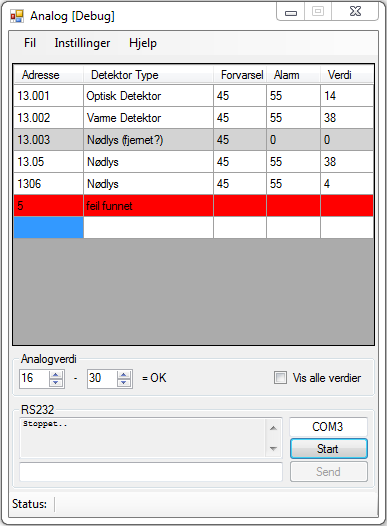 Analog [Debug]
Fil Instillinger Hjelp
Adresse Detektor Type Forvarsel Alarm Verdi
13.001 Optisk Detektor 45 55 14
13.002 Varme Detektor 45 55 38
13.003 Nødlys (fjernet?) 45 0 0
13.05 Nødlys 45 55 38
1306 Nødlys 45 55 4
5 feil funnet
Analogverdi
16 - 30 = OK Vis alle verdier
RS232
Stoppet..
COM3
Start
Send
Status: